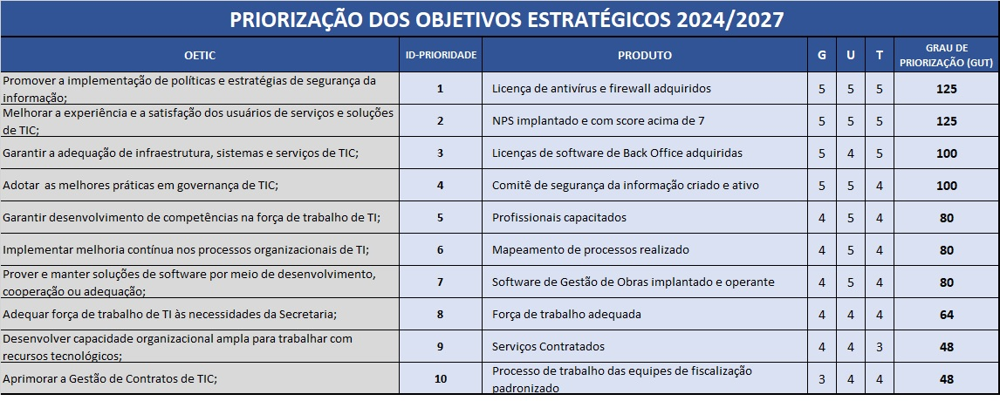 PRIORIZAÇÃO DOS OBJETIVOS ESTRATÉGICOS 2024/2027
OETIC ID-PRIORIDADE PRODUTO G U T GRAU DE PRIORIZAÇÃO (GUT)
Promover a implementação de políticas e estratégias de segurança da
informação; 1 Licença de antivírus e firewall adquiridos 5 5 5 125
Melhorar a experiência e a satisfação dos usuários de serviços e soluções
de TIC; 2 NPS implantado e com score acima de 7 5 5 5 125
Garantir a adequação de infraestrutura, sistemas e serviços de TIC; 3 Licenças de software de Back Office adquiridas 5 4 5 100
Adotar as melhores práticas em governança de TIC; 4 Comitê de segurança da informação criado e ativo 5 5 4 100
Garantir desenvolvimento de competências na força de trabalho de TI; 5 Profissionais capacitados 4 5 4 80
Implementar melhoria contínua nos processos organizacionais de TI; 6 Mapeamento de processos realizado 4 5 4 80
Prover e manter soluções de software por meio de desenvolvimento,
cooperação ou adequação; 7 Software de Gestão de Obras implantado e operante 4 5 4 80
Adequar força de trabalho de TI às necessidades da Secretaria; 8 Força de trabalho adequada 4 4 4 64
Desenvolver capacidade organizacional ampla para trabalhar com
recursos tecnológicos; 9 Serviços Contratados 4 4 3 48
Aprimorar a Gestão de Contratos de TIC; 10 Processo de trabalho das equipes de fiscalização
padronizado 3 4 4 48